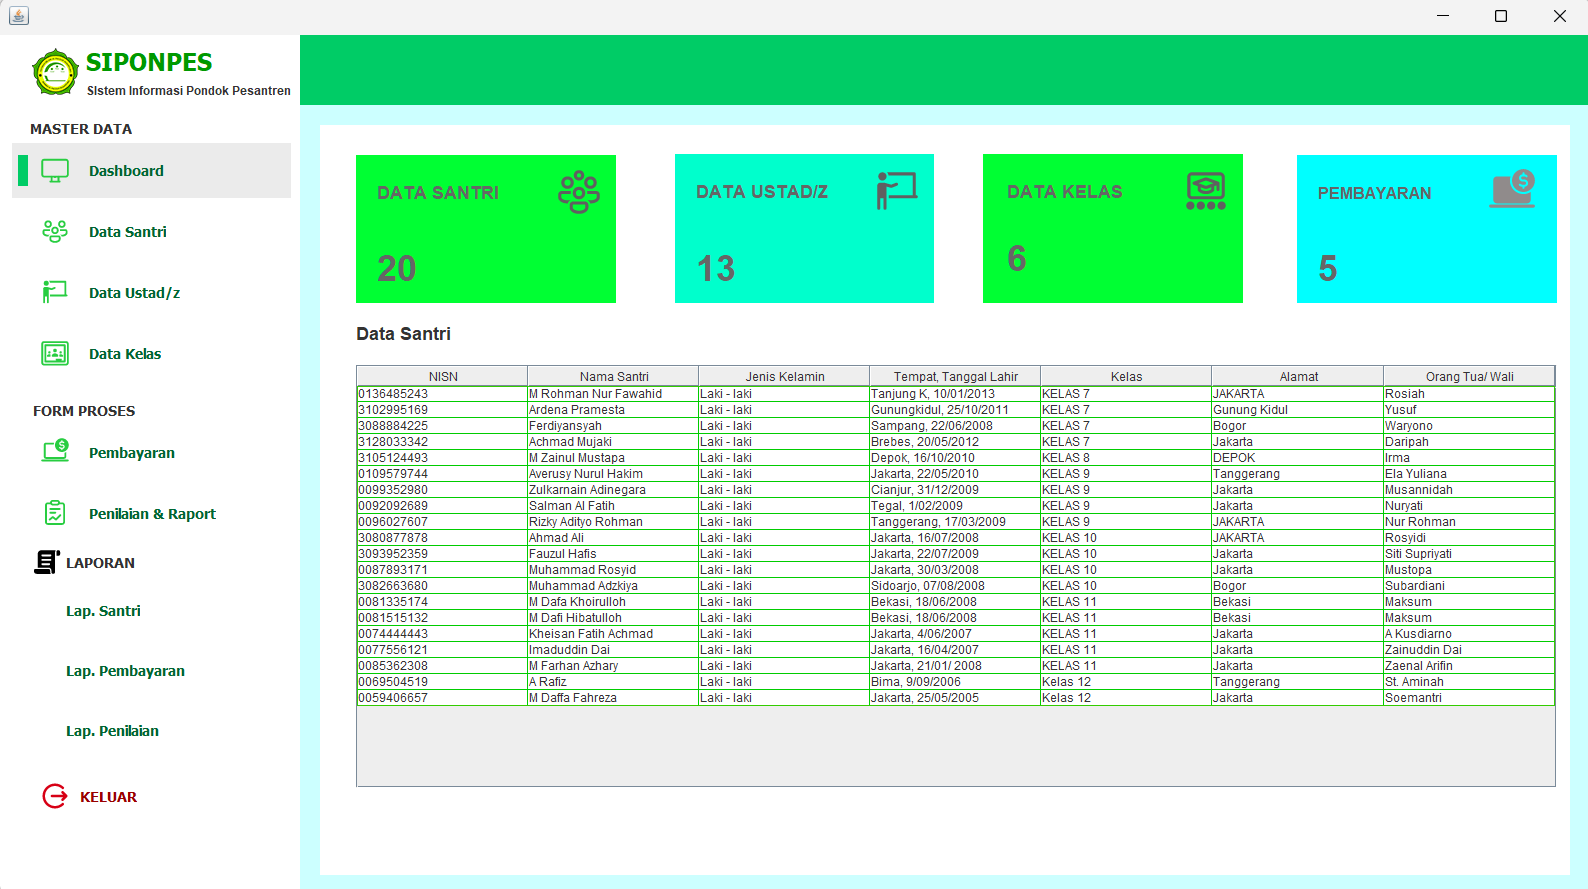 SIPONPES
SIstem Informasi Pondok Pesantren
MASTER DATA
Dashboard
Data Santri
Data Ustad/z
Data Kelas
FORM PROSES
Pembayaran
Penilaian & Raport
LAPORAN
Lap. Santri
Lap. Pembayaran
Lap. Penilaian
KELUAR
DATA SANTRI
20
DATA USTAD/Z
13
DATA KELAS
6
PEMBAYARAN
5
Data Santri
NISN Nama Santri Jenis Kelamin Tempat, Tanggal Lahir Kelas Alamat Orang Tua/ Wali
0136485243 M Rohman Nur Fawahid Laki - laki Tanjung K, 10/01/2013 KELAS 7 JAKARTA Rosiah
3102995169 Ardena Pramesta Laki - laki Gunungkidul, 25/10/2011 KELAS 7 Gunung Kidul Yusuf
3088884225 Ferdiyansyah Laki - laki Sampang, 22/06/2008 KELAS 7 Bogor Waryono
3128033342 Achmad Mujaki Laki - laki Brebes, 20/05/2012 KELAS 7 Jakarta Daripah
3105124493 M Zainul Mustapa Laki - laki Depok, 16/10/2010 KELAS 8 DEPOK Irma
0109579744 Averusy Nurul Hakim Laki - laki Jakarta, 22/05/2010 KELAS 9 Tanggerang Ela Yuliana
0099352980 Zulkarnain Adinegara Laki - laki Cianjur, 31/12/2009 KELAS 9 Jakarta Musannidah
0092092689 Salman Al Fatih Laki - laki Tegal, 1/02/2009 KELAS 9 Jakarta Nuryati
0096027607 Rizky Adityo Rohman Laki - laki Tanggerang, 17/03/2009 KELAS 9 JAKARTA Nur Rohman
3080877878 Ahmad Ali Laki - laki Jakarta, 16/07/2008 KELAS 10 JAKARTA Rosyidi
3093952359 Fauzul Hafis Laki - laki Jakarta, 22/07/2009 KELAS 10 Jakarta Siti Supriyati
0087893171 Muhammad Rosyid Laki - laki Jakarta, 30/03/2008 KELAS 10 Jakarta Mustopa
3082663680 Muhammad Adzkiya Laki - laki Sidoarjo, 07/08/2008 KELAS 10 Bogor Subardiani
0081335174 M Dafa Khoirulloh Laki - laki Bekasi, 18/06/2008 KELAS 11 Bekasi Maksum
0081515132 M Dafi Hibatulloh Laki - laki Bekasi, 18/06/2008 KELAS 11 Bekasi Maksum
0074444443 Kheisan Fatih Achmad Laki - laki Jakarta, 4/06/2007 KELAS 11 Jakarta A Kusdiarno
0077556121 Imaduddin Dai Laki - laki Jakarta, 16/04/2007 KELAS 11 Jakarta Zainuddin Dai
0085362308 M Farhan Azhary Laki - laki Jakarta, 21/01/ 2008 KELAS 11 Jakarta Zaenal Arifin
0069504519 A Rafiz Laki - laki Bima, 9/09/2006 Kelas 12 Tanggerang St. Aminah
0059406657 M Daffa Fahreza Laki - laki Jakarta, 25/05/2005 Kelas 12 Jakarta Soemantri